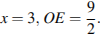 x = 3, OE = 9/2.